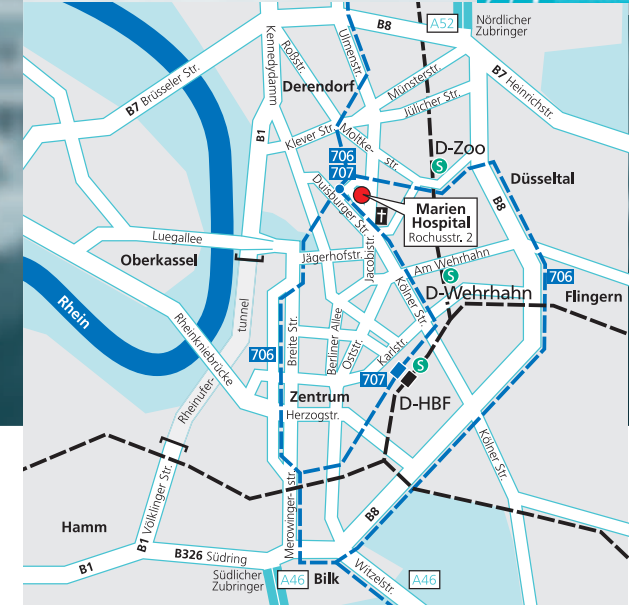 B8
A52
Nördlicher
Zubringer
Kennedydamm
Roßstr.
Ulmenstr.
B7 Brüsseler Str.
Derendorf
Münsterstr.
B7 Heinrichstr.
Jülicher Str.
B1
Klever Str.
Moltke-
str.
D-Zoo
S
706
707
Düsseltal
Duisburger Str.
Marien
Hospital
Rochusstr. 2
B8
Luegallee
Jägerhofstr.
Jacobistr.
Am Wehrhahn
Oberkassel
S
706
D-Wehrhahn
Flingern
Kölner Str.
Rhein
Rheinkniebrücke
tunnel
Rheinufer-
Breite Str.
Berliner Allee
Oststr.
Karlstr.
706
S
707
Zentrum
D-HBF
Herzogstr.
Kölner Str.
Merowinger-
str.
B1 Völklinger Str.
Hamm
B8
B326 Südring
B1
Südlicher
Zubringer
A46
Bilk
Witzelstr.
A46